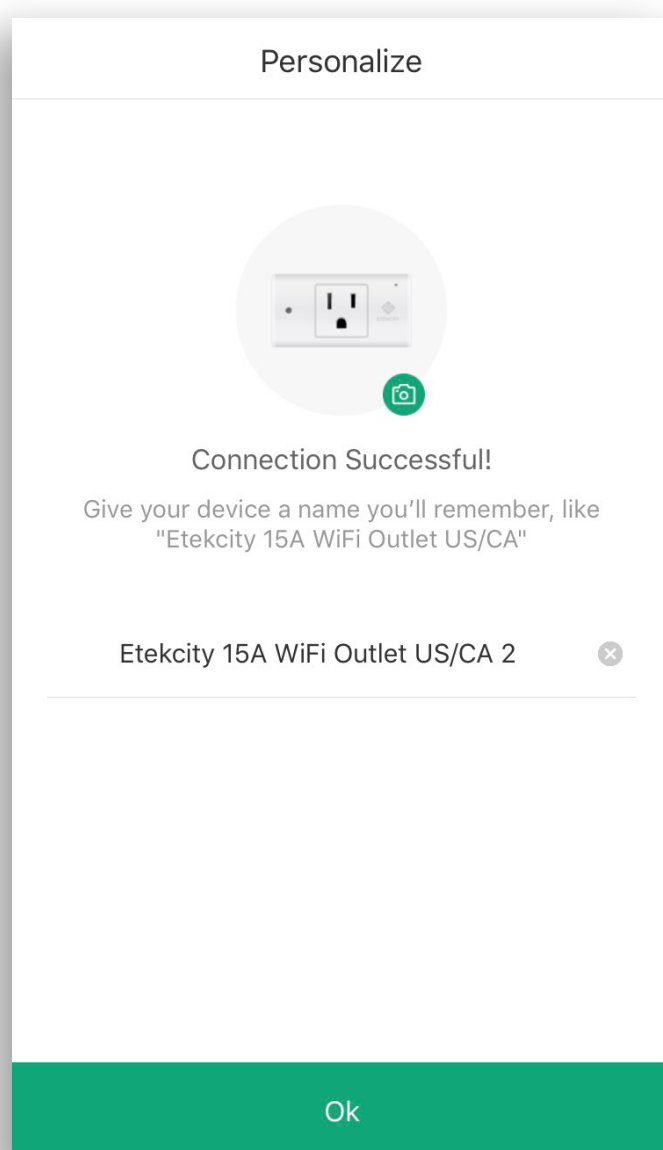 Personalize
Connection Successful!
Give your device a name you’ll remember, like
"Etekcity 15A WiFi Outlet US/CA"
Etekcity 15A WiFi Outlet US/CA 2
Ok